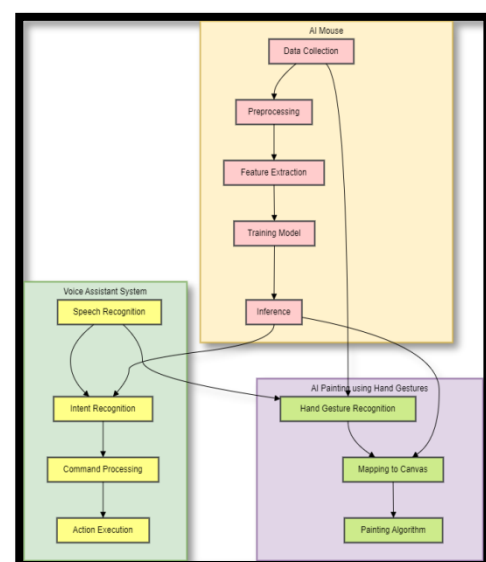 AI Mouse
Data Collection
Preprocessing
Feature Extraction
Training Model
Inference
Voice Assistant System
Speech Recognition
Intent Recognition
Command Processing
Action Execution
AI Painting using Hand Gestures
Hand Gesture Recognition
Mapping to Canvas
Painting Algorithm